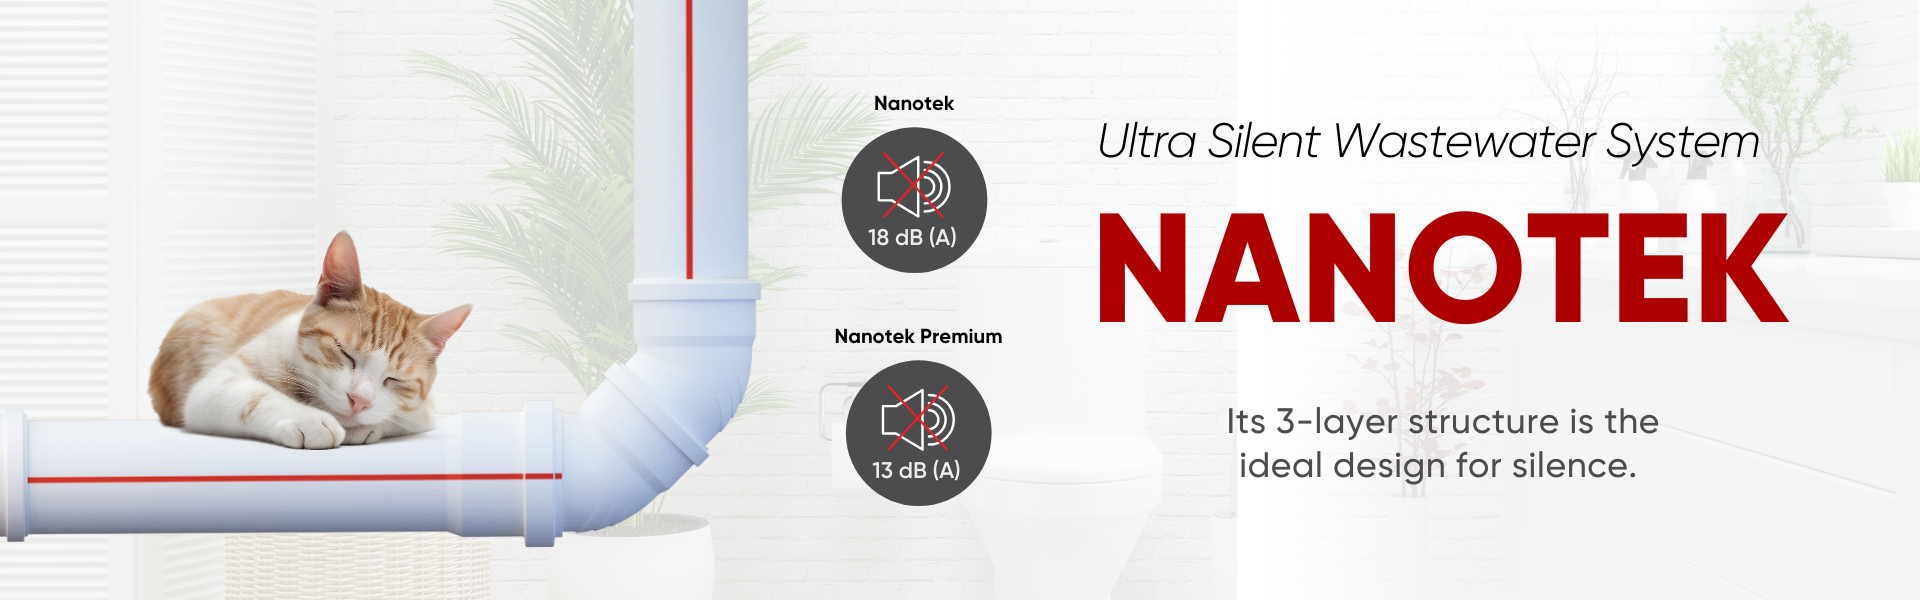 Nanotek
18 dB (A)
Nanotek Premium
13 dB (A)
Ultra Silent Wastewater System
NANOTEK
Its 3-layer structure is the
ideal design for silence.